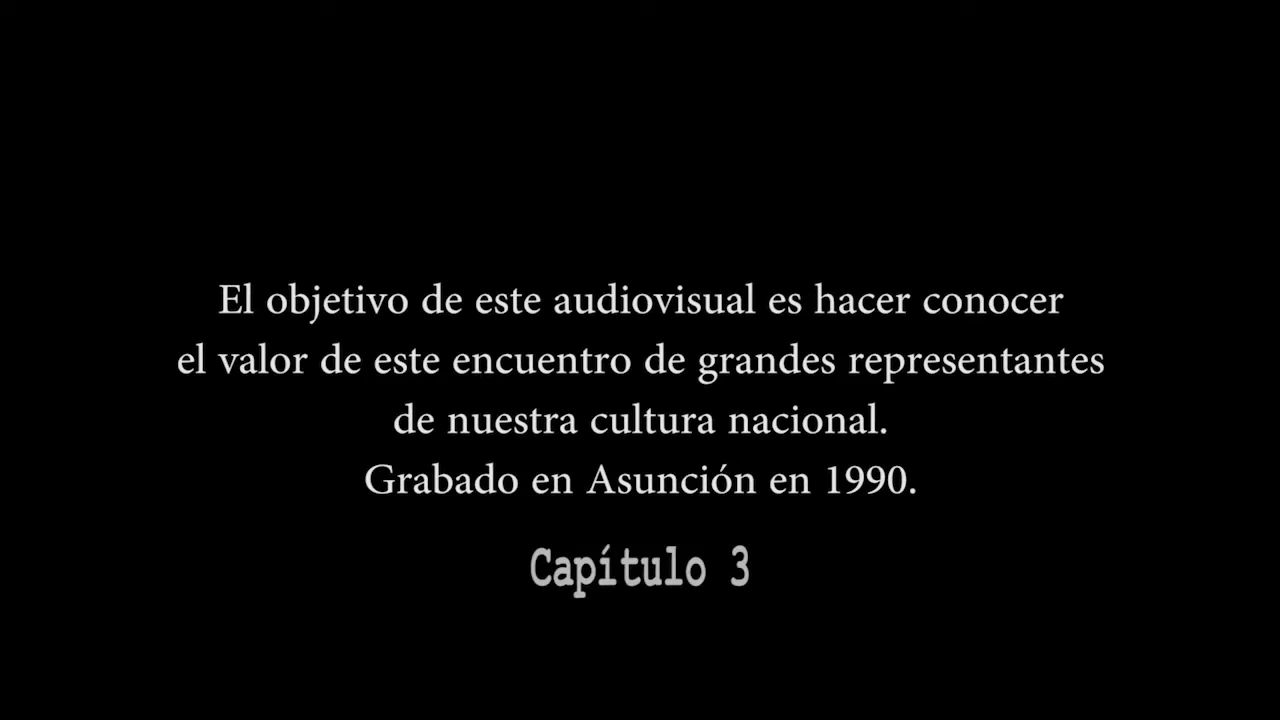 El objetivo de este audiovisual es hacer conocer
el valor de este encuentro de grandes representantes
de nuestra cultura nacional.
Grabado en Asunción en 1990.
Capítulo 3